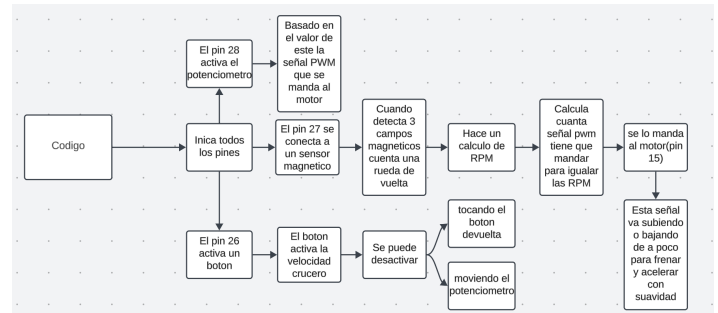 Codigo
Inica todos
los pines
El pin 28
activa el
potenciometro
Basado en
el valor de
este la
señal PWM
que se
manda al
motor
El pin 27 se
conecta a
un sensor
magnetico
Cuando
detecta 3
campos
magneticos
cuenta una
rueda de
vuelta
Hace un
calculo de
RPM
Calcula
cuanta
señal pwm
tiene que
mandar
para igualar
las RPM
se lo manda
al motor(pin
15)
Esta señal
va subiendo
o bajando
de a poco
para frenar
y acelerar
con
suavidad
El pin 26
activa un
boton
El boton
activa la
velocidad
crucero
Se puede
desactivar
tocando el
boton
devuelta
moviendo el
potenciometro